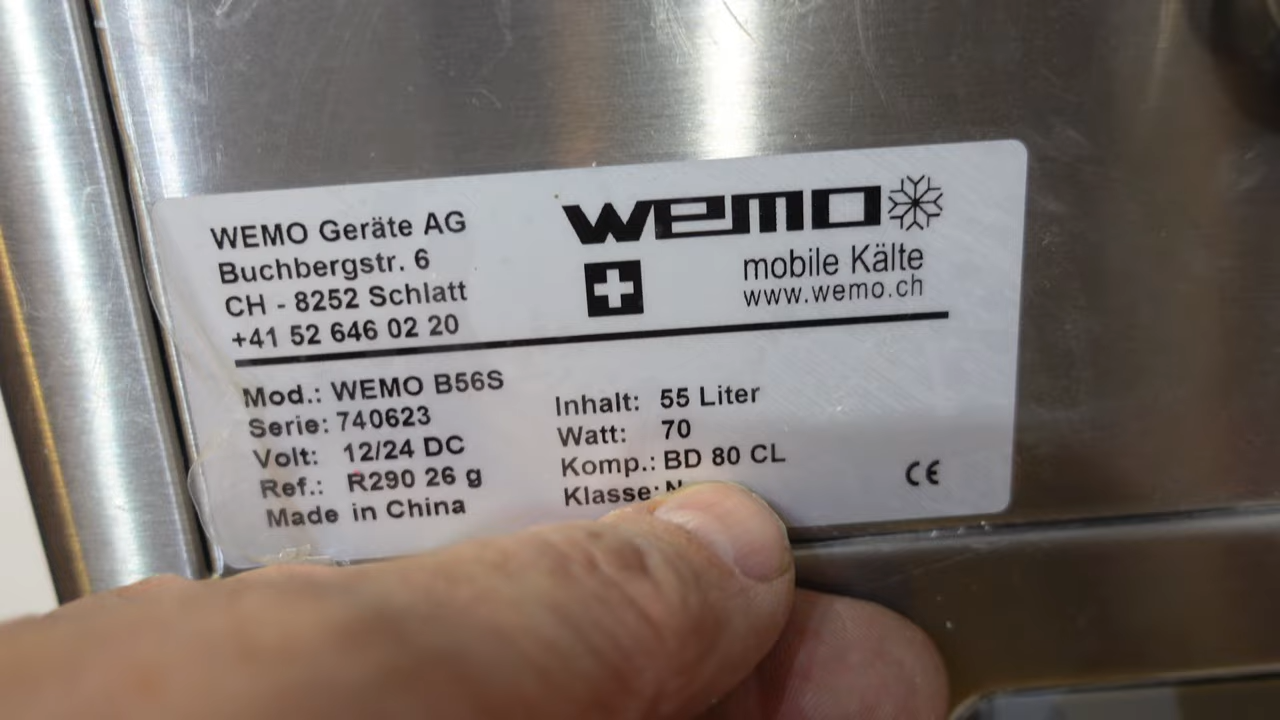 WEMO Geräte AG
Buchbergstr. 6
CH - 8252 Schlatt
+41 52 646 02 20
wemo
mobile Kälte
www.wemo.ch
Mod.: WEMO B56S
Serie: 740623
Volt: 12/24 DC
Ref.: R290 26 g
Made in China
Inhalt: 55 Liter
Watt: 70
Komp.: BD 80 CL
Klasse:
CE